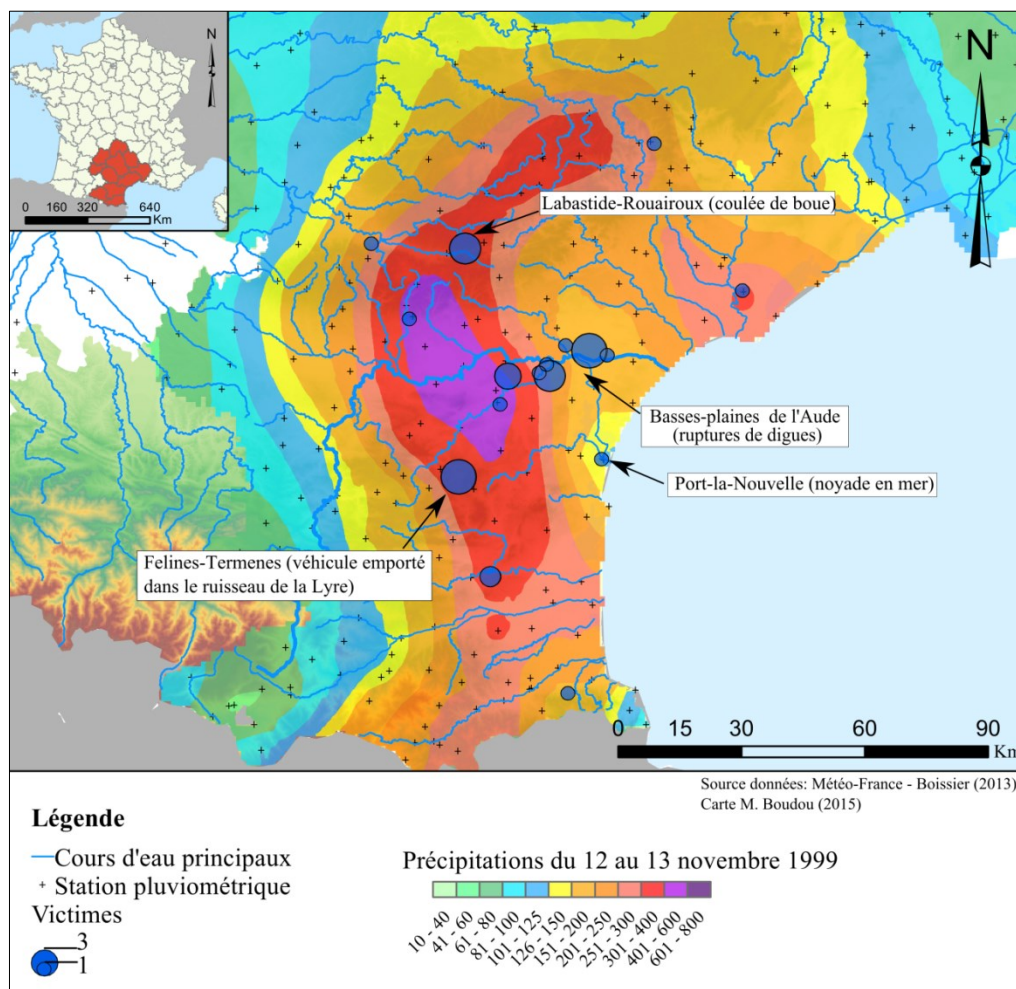 N
0 160 320 640
Km
N
Labastide-Rouairoux (coulée de boue)
Basses-plaines de l'Aude
(ruptures de digues)
Port-la-Nouvelle (noyade en mer)
Felines-Termenes (véhicule emporté
dans le ruisseau de la Lyre)
0 15 30 60 90
Km
Source données: Météo-France - Boissier (2013)
Carte M. Boudou (2015)
Légende
Cours d'eau principaux
Station pluviométrique
Victimes
3
1
Précipitations du 12 au 13 novembre 1999
10 - 40
41 - 60
61 - 80
81 - 100
101 - 125
126 - 150
151 - 200
201 - 250
251 - 300
301 - 400
401 - 600
601 - 800